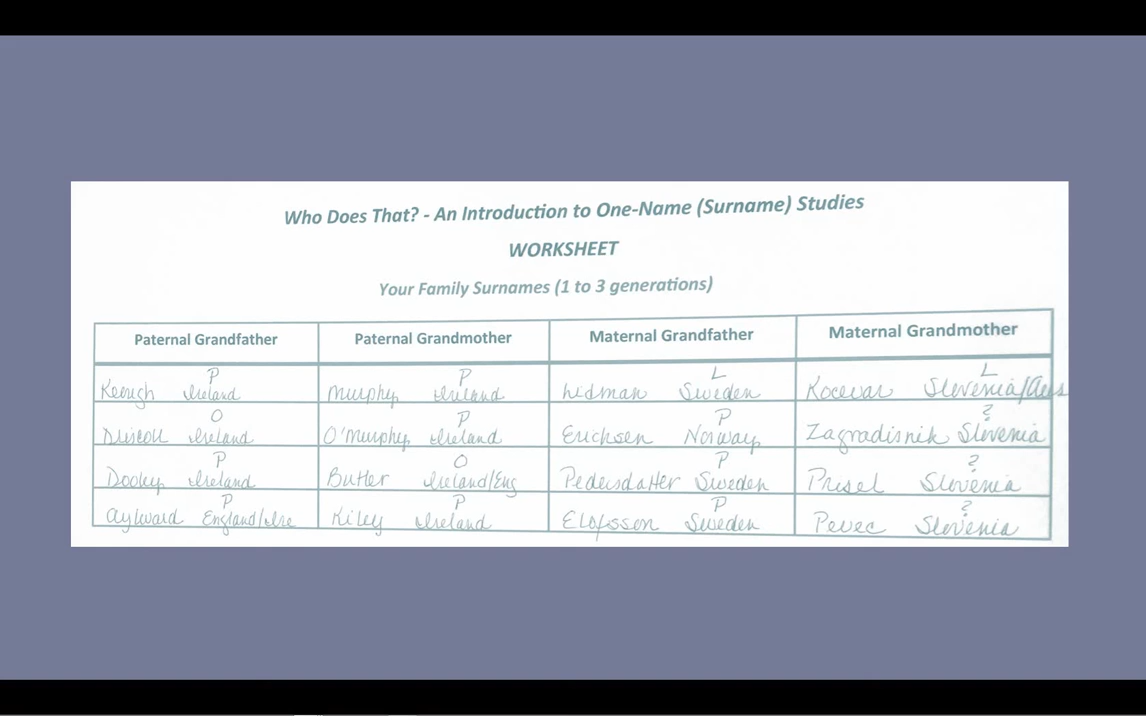 Who Does That? - An Introduction to One-Name (Surname) Studies
WORKSHEET
Your Family Surnames (1 to 3 generations)
Paternal Grandfather Paternal Grandmother Maternal Grandfather Maternal Grandmother
P P L L
Keough Ireland Murphy Ireland Lidman Sweden Kocevar Slovenia/Aus
O P P ?
Driscoll Ireland O'Murphy Ireland Erichsen Norway Zagradisnik Slovenia
P O P ?
Dooley Ireland Butler Ireland/Eng Pedersdatter Sweden Prisel Slovenia
P P P ?
Aylward England/Ire Kiley Ireland Elofsson Sweden Pevec Slovenia